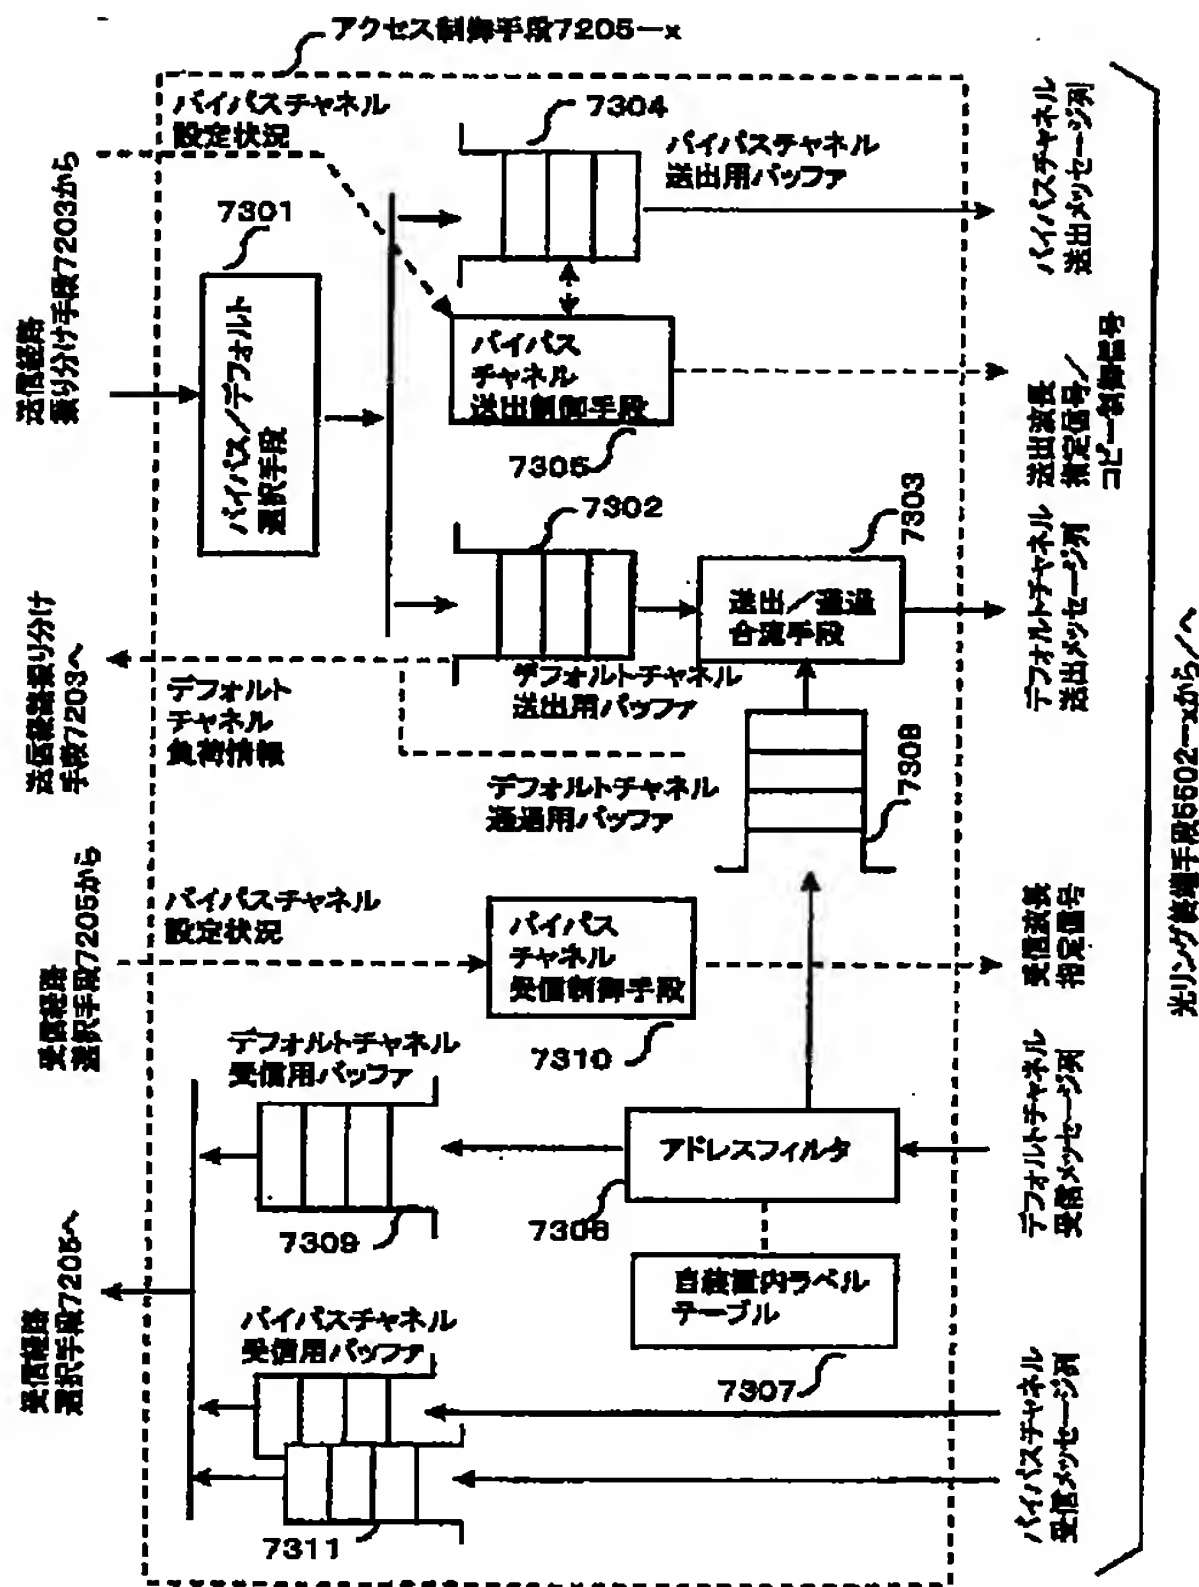 アクセス制御手段7205-x
バイパスチャネル
設定状況
7304
バイパスチャネル
送出用バッファ
バイパスチャネル
送出メッセージ列
7301
送信経路
振り分け手段7203から
バイパス/デフォルト
選択手段
バイパス
チャネル
送出制御手段
7305
送出波長
指定信号/
コピー制御信号
7302
7303
送出/通過
合流手段
デフォルトチャネル
送出メッセージ列
デフォルトチャネル
送出用バッファ
送信経路振り分け
手段7203へ
デフォルト
チャネル
負荷情報
デフォルトチャネル
通過用バッファ
7308
光リング終端手段5502-xから/へ
受信経路
選択手段7205から
バイパスチャネル
設定状況
バイパス
チャネル
受信制御手段
7310
受信波長
指定信号
デフォルトチャネル
受信用バッファ
7309
アドレスフィルタ
7306
デフォルトチャネル
受信メッセージ列
自装置内ラベル
テーブル
7307
受信経路
選択手段7205へ
バイパスチャネル
受信用バッファ
7311
バイパスチャネル
受信メッセージ列